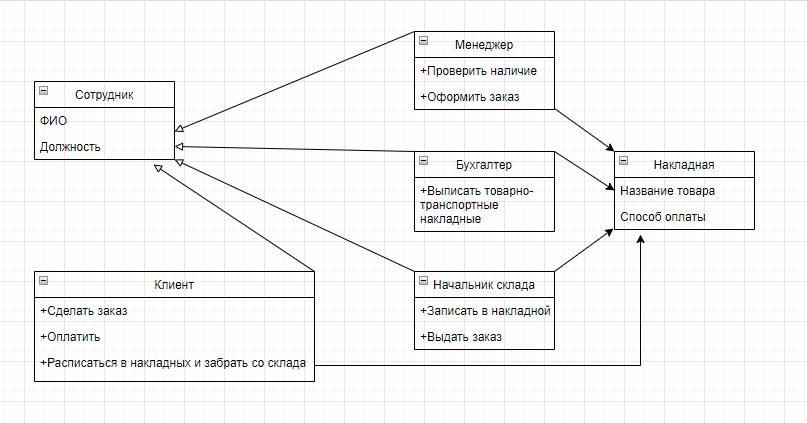 Сотрудник
ФИО
Должность
Менеджер
+Проверить наличие
+Оформить заказ
Бухгалтер
+Выписать товарно-
транспортные
накладные
Накладная
Название товара
Способ оплаты
Клиент
+Сделать заказ
+Оплатить
+Расписаться в накладных и забрать со склада
Начальник склада
+Записать в накладной
+Выдать заказ